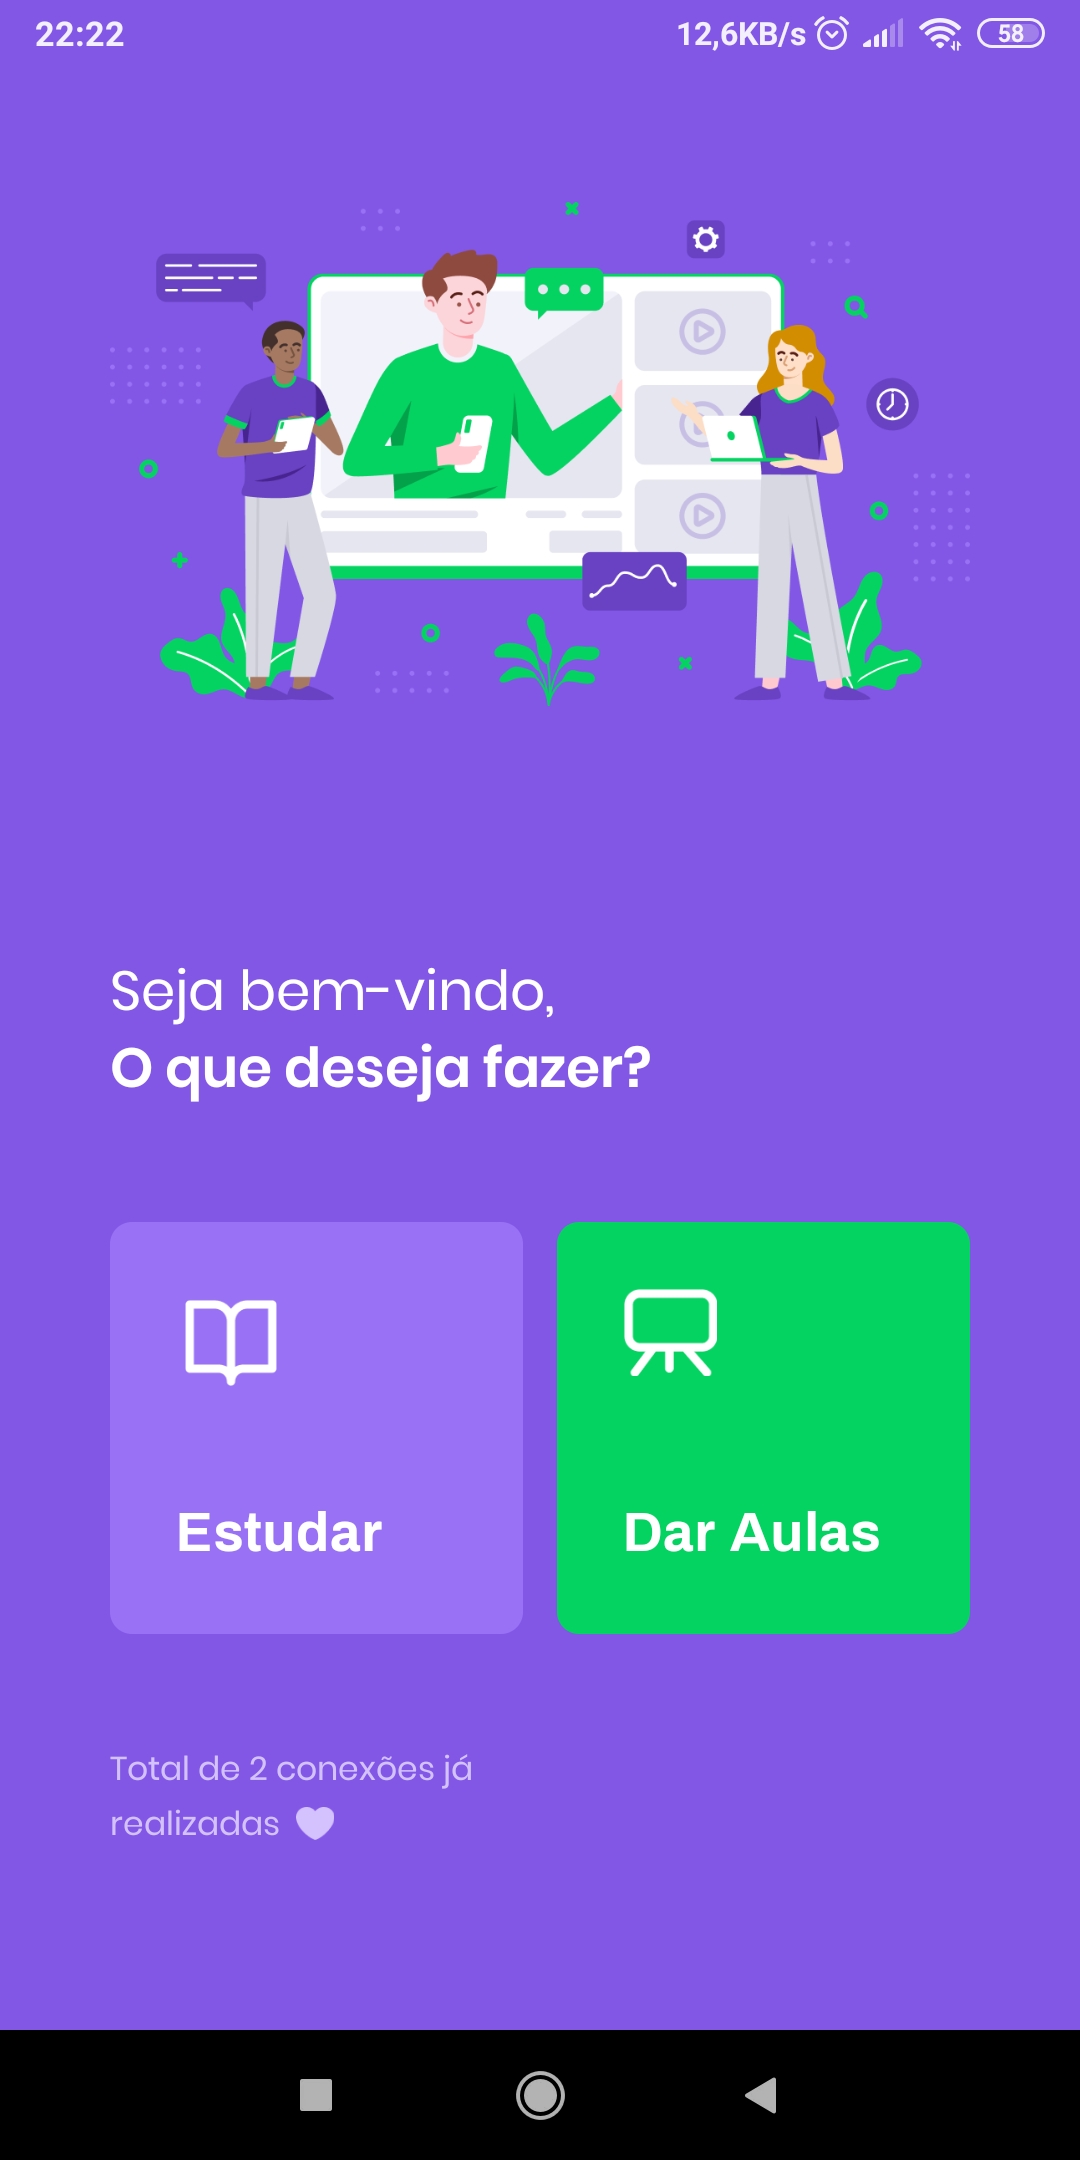 22:22
12,6KB/s
58
Seja bem-vindo,
O que deseja fazer?
Estudar
Dar Aulas
Total de 2 conexões já
realizadas